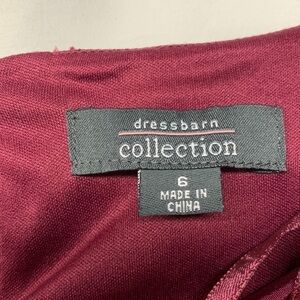 dressbarn
collection
6
MADE IN
CHINA